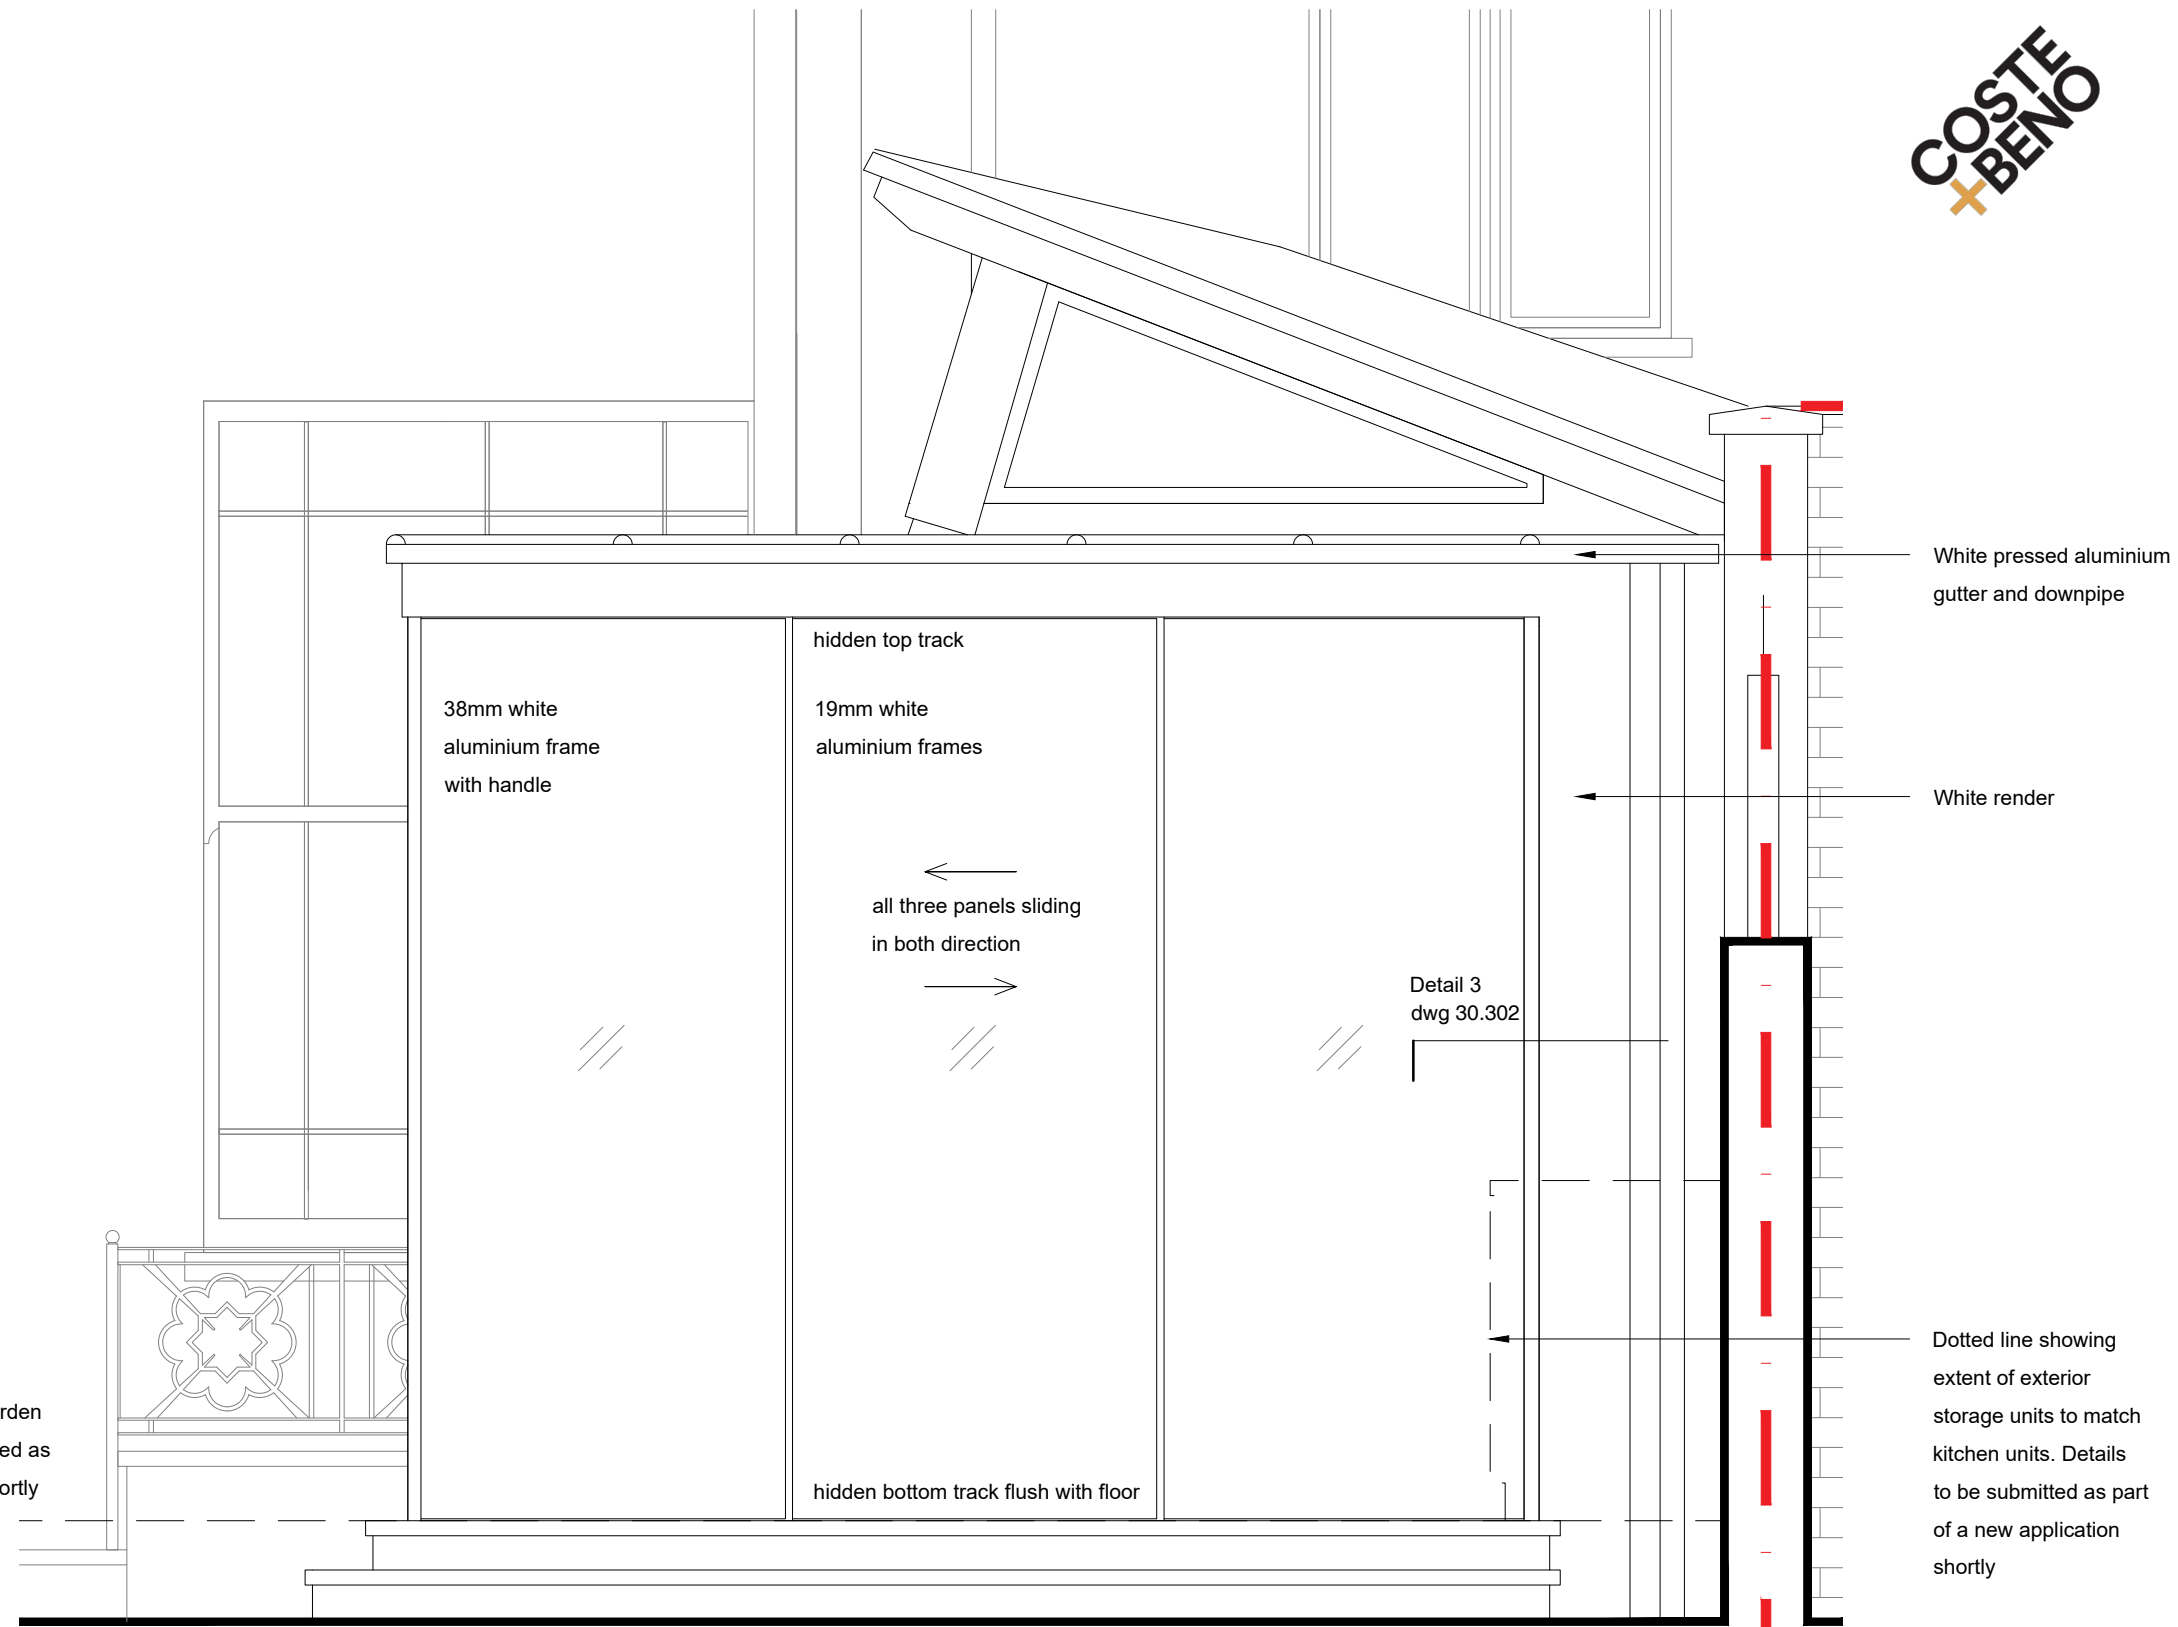 COSTE
+BENO
White pressed aluminium
gutter and downpipe
hidden top track
38mm white
aluminium frame
with handle
19mm white
aluminium frames
White render
all three panels sliding
in both direction
Detail 3
dwg 30.302
Dotted line showing
extent of exterior
storage units to match
kitchen units. Details
to be submitted as part
of a new application
shortly
rden
ed as
ortly
hidden bottom track flush with floor